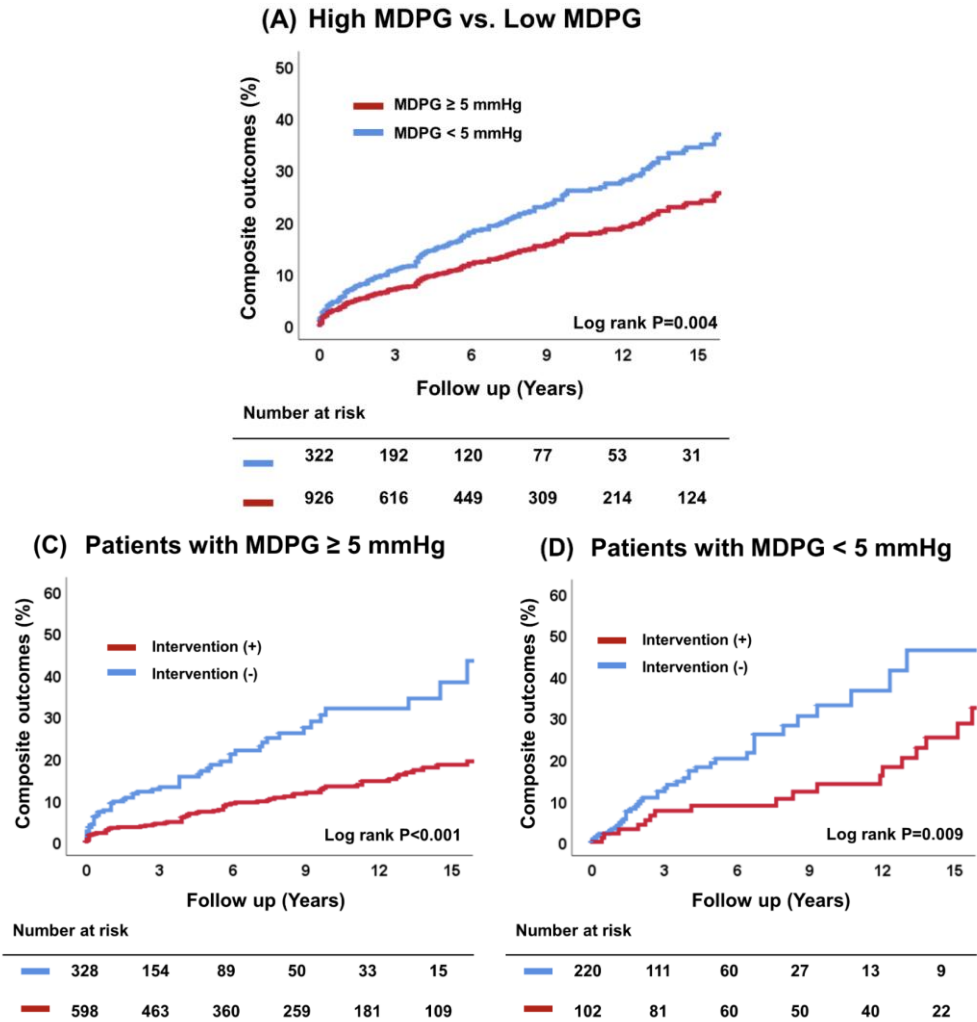 (A) High MDPG vs. Low MDPG
Composite outcomes (%)
50
40
30
20
10
0
MDPG ≥ 5 mmHg
MDPG < 5 mmHg
Log rank P=0.004
0 3 6 9 12 15
Follow up (Years)
Number at risk
322 192 120 77 53 31
926 616 449 309 214 124
(C) Patients with MDPG ≥ 5 mmHg
Composite outcomes (%)
60
50
40
30
20
10
0
Intervention (+)
Intervention (-)
Log rank P<0.001
0 3 6 9 12 15
Follow up (Years)
Number at risk
328 154 89 50 33 15
598 463 360 259 181 109
(D) Patients with MDPG < 5 mmHg
Composite outcomes (%)
60
50
40
30
20
10
0
Intervention (+)
Intervention (-)
Log rank P=0.009
0 3 6 9 12 15
Follow up (Years)
Number at risk
220 111 60 27 13 9
102 81 60 50 40 22